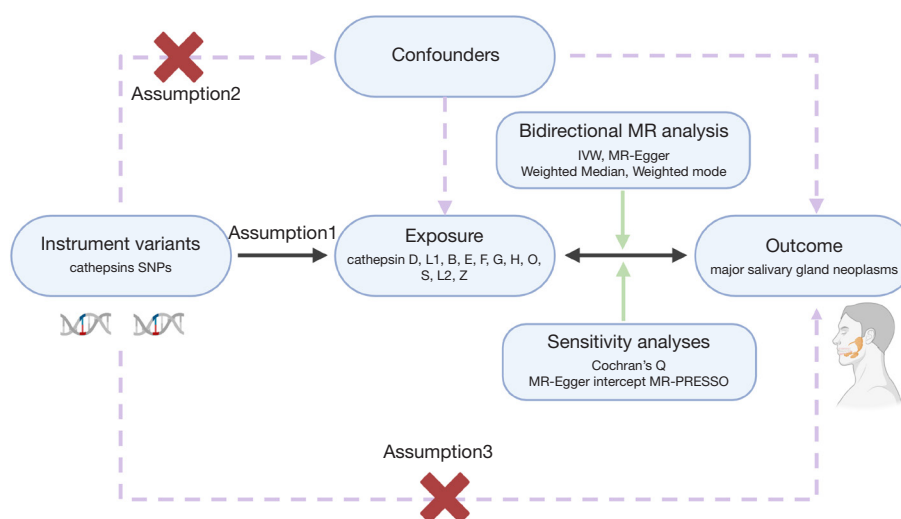 Confounders
Assumption2
Bidirectional MR analysis
IVW, MR-Egger
Weighted Median, Weighted mode
Assumption1
Instrument variants
cathepsins SNPs
Exposure
cathepsin D, L1, B, E, F, G, H, O,
S, L2, Z
Outcome
major salivary gland neoplasms
Sensitivity analyses
Cochran's Q
MR-Egger intercept MR-PRESSO
Assumption3